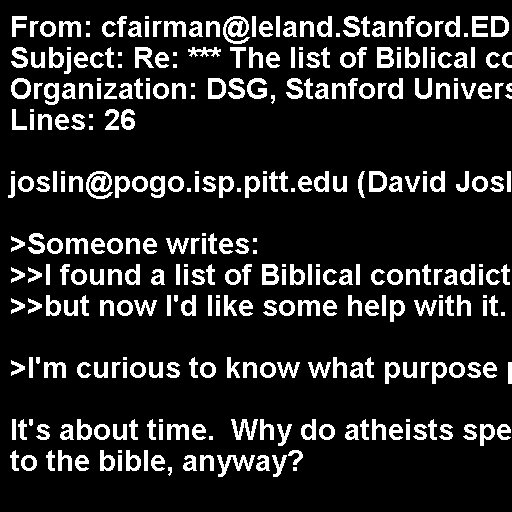 From: cfairman@leland.Stanford.ED
Subject: Re: *** The list of Biblical co
Organization: DSG, Stanford Univers
Lines: 26
joslin@pogo.isp.pitt.edu (David Josl
>Someone writes:
>>I found a list of Biblical contradict
>>but now I'd like some help with it.
>I'm curious to know what purpose p
It's about time.  Why do atheists spe
to the bible, anyway?